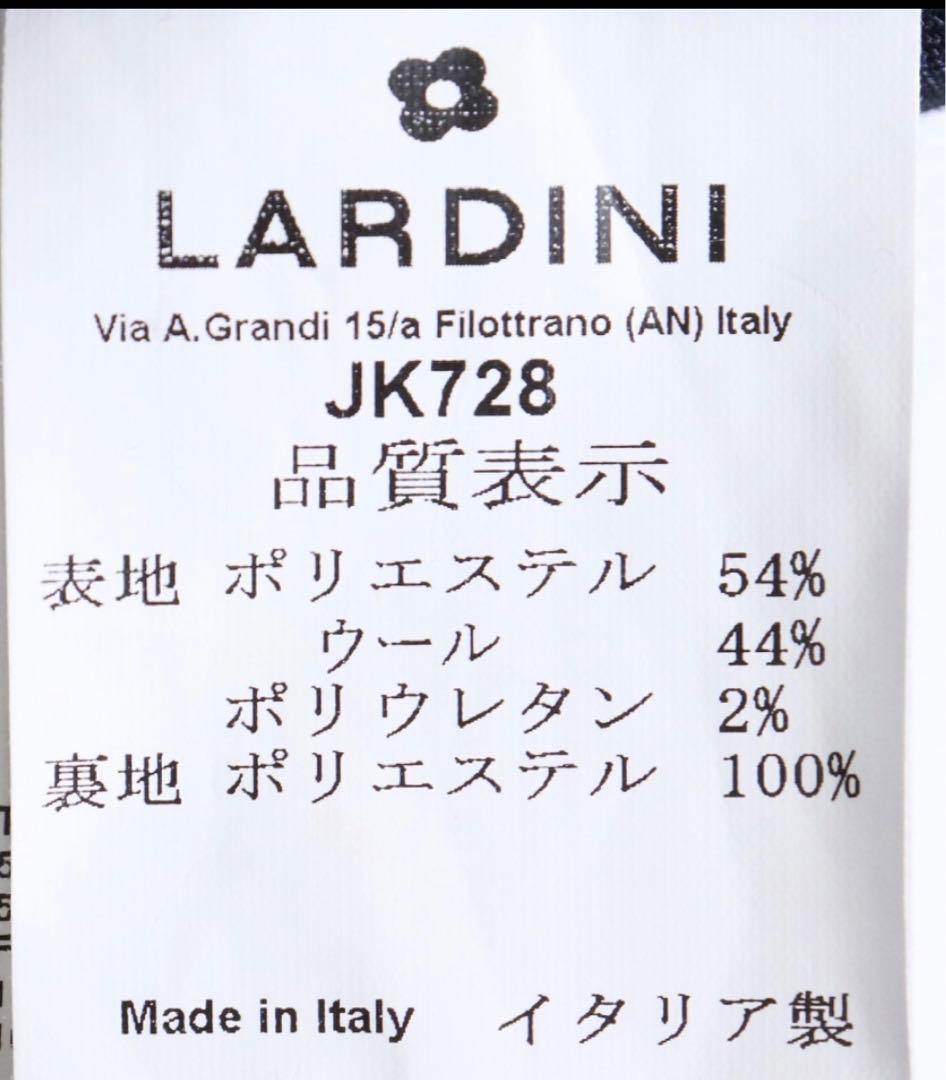 LARDINI
Via A.Grandi 15/a Filottrano (AN) Italy
JK728
品質表示
表地 ポリエステル 54%
ウール 44%
ポリウレタン 2%
裏地 ポリエステル 100%
Made in Italy イタリア製